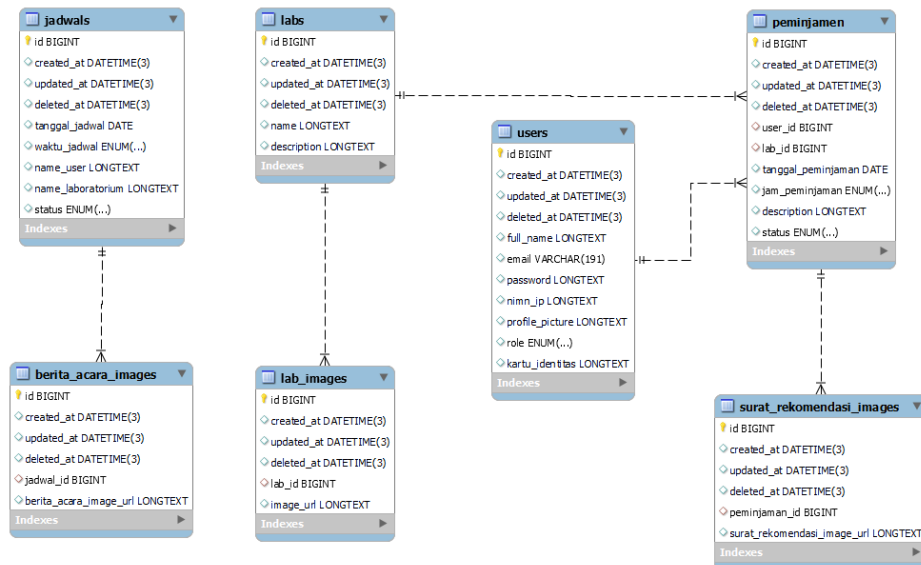 jadwals
id BIGINT
created_at DATETIME(3)
updated_at DATETIME(3)
deleted_at DATETIME(3)
tanggal_jadwal DATE
waktu_jadwal ENUM(...)
name_user LONGTEXT
name_laboratorium LONGTEXT
status ENUM(...)
Indexes
labs
id BIGINT
created_at DATETIME(3)
updated_at DATETIME(3)
deleted_at DATETIME(3)
name LONGTEXT
description LONGTEXT
Indexes
peminjamen
id BIGINT
created_at DATETIME(3)
updated_at DATETIME(3)
deleted_at DATETIME(3)
user_id BIGINT
lab_id BIGINT
tanggal_peminjaman DATE
jam_peminjaman ENUM(...)
description LONGTEXT
status ENUM(...)
Indexes
users
id BIGINT
created_at DATETIME(3)
updated_at DATETIME(3)
deleted_at DATETIME(3)
full_name LONGTEXT
email VARCHAR(191)
password LONGTEXT
nimn_ip LONGTEXT
profile_picture LONGTEXT
role ENUM(...)
kartu_identitas LONGTEXT
Indexes
berita_acara_images
id BIGINT
created_at DATETIME(3)
updated_at DATETIME(3)
deleted_at DATETIME(3)
jadwal_id BIGINT
berita_acara_image_url LONGTEXT
Indexes
lab_images
id BIGINT
created_at DATETIME(3)
updated_at DATETIME(3)
deleted_at DATETIME(3)
lab_id BIGINT
image_url LONGTEXT
Indexes
surat_rekomendasi_images
id BIGINT
created_at DATETIME(3)
updated_at DATETIME(3)
deleted_at DATETIME(3)
peminjaman_id BIGINT
surat_rekomendasi_image_url LONGTEXT
Indexes